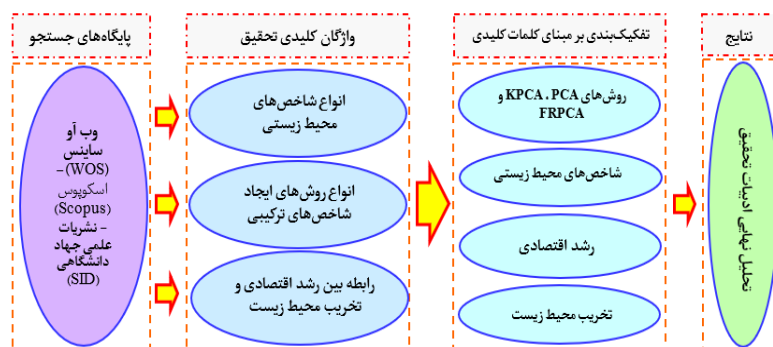 پایگاه‌های جستجو
واژگان کلیدی تحقیق
تفکیک‌بندی بر مبنای کلمات کلیدی
نتایج
وب آو
ساینس
(WOS) –
اسکوپوس
(Scopus)
– نشریات
علمی جهاد
دانشگاهی
(SID)
انواع شاخص‌های
محیط زیستی
انواع روش‌های ایجاد
شاخص‌های ترکیبی
رابطه بین رشد اقتصادی و
تخریب محیط زیست
روش‌های KPCA ، PCA و
FRPCA
شاخص‌های محیط زیستی
رشد اقتصادی
تخریب محیط زیست
تحلیل نهایی ادبیات تحقیق